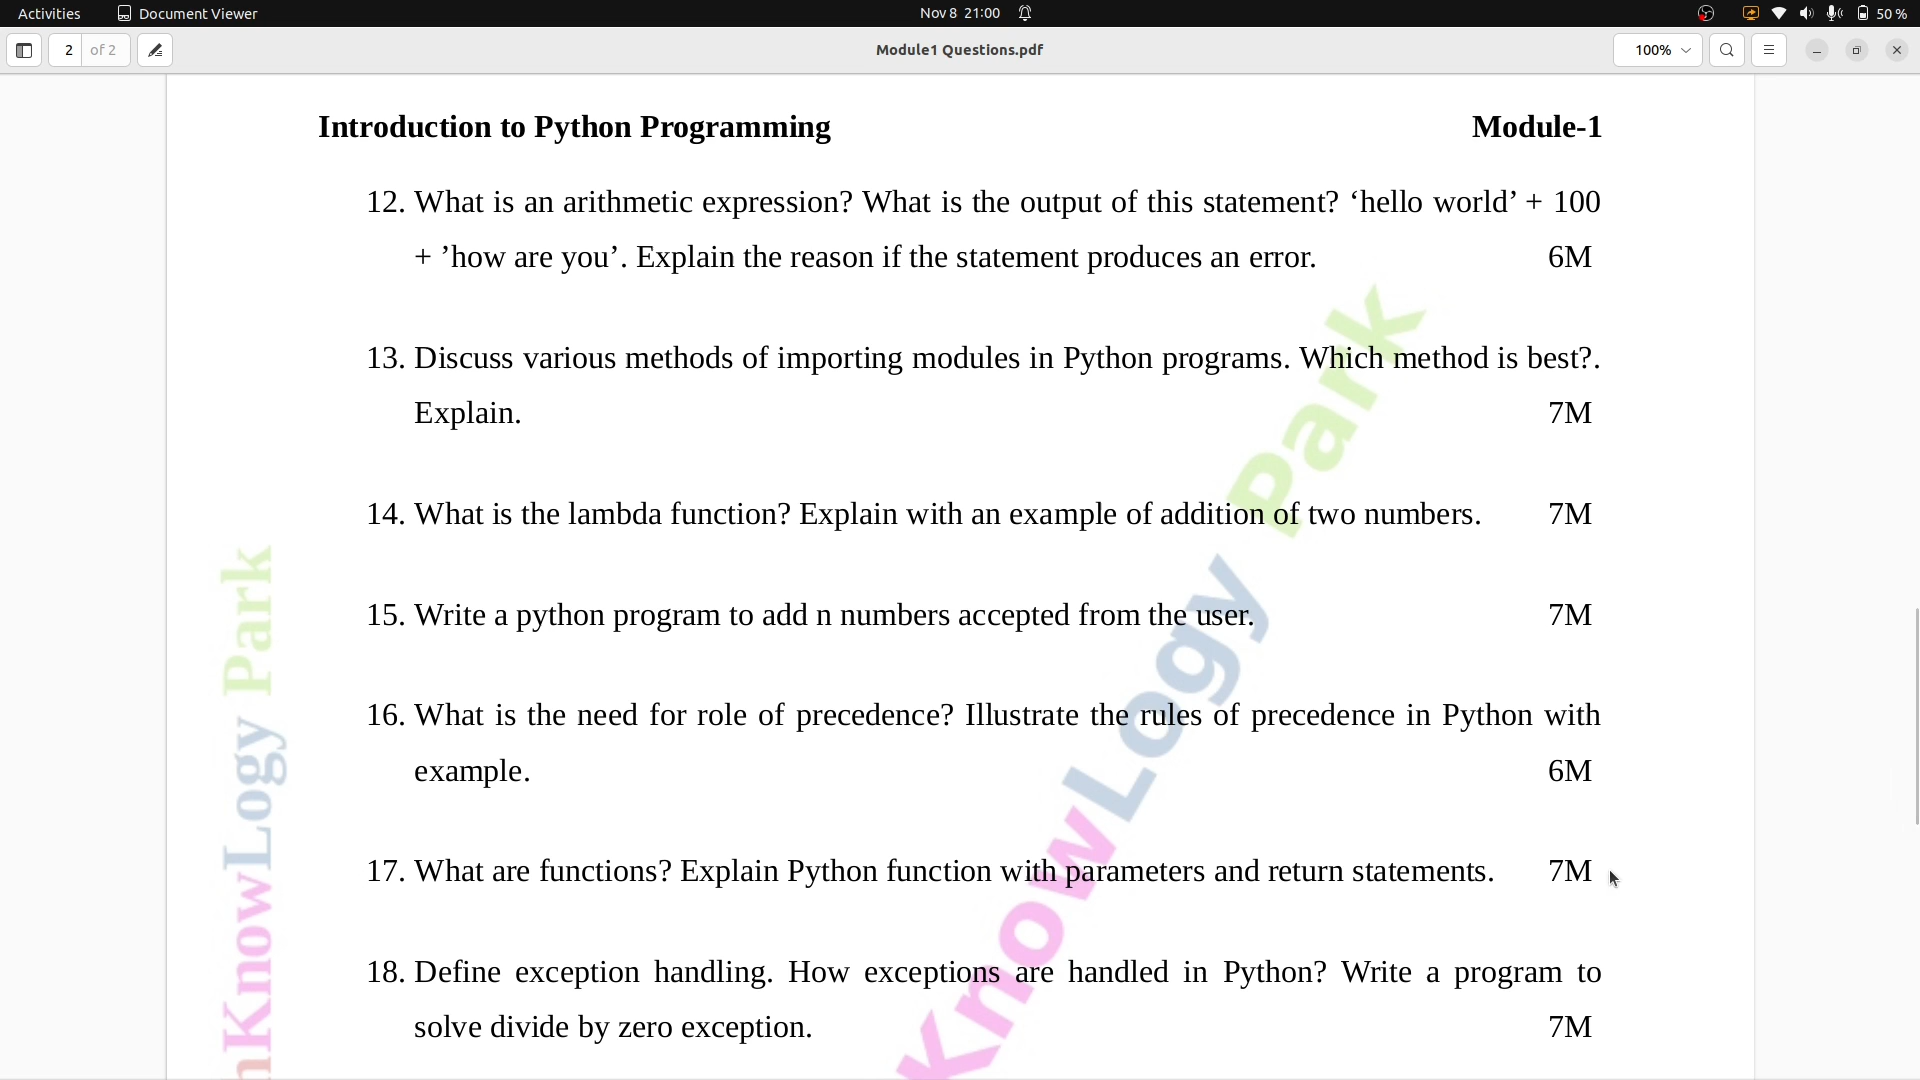 Activities Document Viewer Nov 8 21:00 50 %
2 of 2 Module1 Questions.pdf 100%
Introduction to Python Programming Module-1
12. What is an arithmetic expression? What is the output of this statement? ‘hello world’ + 100
+ ’how are you’. Explain the reason if the statement produces an error. 6M
13. Discuss various methods of importing modules in Python programs. Which method is best?.
Explain. 7M
14. What is the lambda function? Explain with an example of addition of two numbers. 7M
15. Write a python program to add n numbers accepted from the user. 7M
16. What is the need for role of precedence? Illustrate the rules of precedence in Python with
example. 6M
17. What are functions? Explain Python function with parameters and return statements. 7M
18. Define exception handling. How exceptions are handled in Python? Write a program to
solve divide by zero exception. 7M
nKnowLogy Park
KnowLogy Park